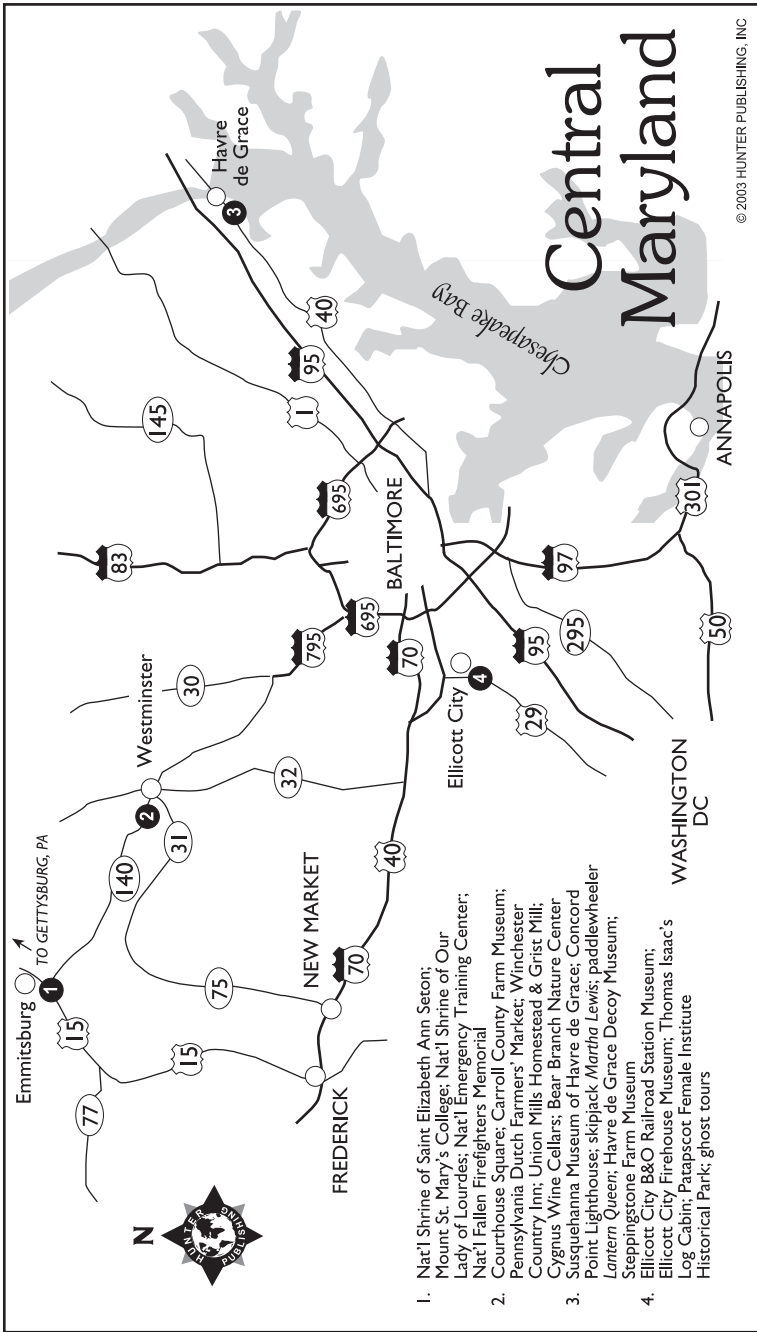 Central
Maryland
© 2003 HUNTER PUBLISHING, INC
N
HUNTER
PUBLISHING
Emmitsburg
1
TO GETTYSBURG, PA
15
77
15
140
2
Westminster
31
75
30
32
795
83
145
1
95
40
3
Havre
de Grace
695
695
BALTIMORE
Chesapeake Bay
FREDERICK
NEW MARKET
70
40
70
Ellicott City
4
29
95
295
97
301
50
ANNAPOLIS
WASHINGTON
DC
1. Nat'l Shrine of Saint Elizabeth Ann Seton;
Mount St. Mary's College; Nat'l Shrine of Our
Lady of Lourdes; Nat'l Emergency Training Center;
Nat'l Fallen Firefighters Memorial
2. Courthouse Square; Carroll County Farm Museum;
Pennsylvania Dutch Farmers' Market; Winchester
Country Inn; Union Mills Homestead & Grist Mill;
Cygnus Wine Cellars; Bear Branch Nature Center
3. Susquehanna Museum of Havre de Grace; Concord
Point Lighthouse; skipjack Martha Lewis; paddlewheeler
Lantern Queen; Havre de Grace Decoy Museum;
Steppingstone Farm Museum
4. Ellicott City B&O Railroad Station Museum;
Ellicott City Firehouse Museum; Thomas Isaac's
Log Cabin; Patapscot Female Institute
Historical Park; ghost tours